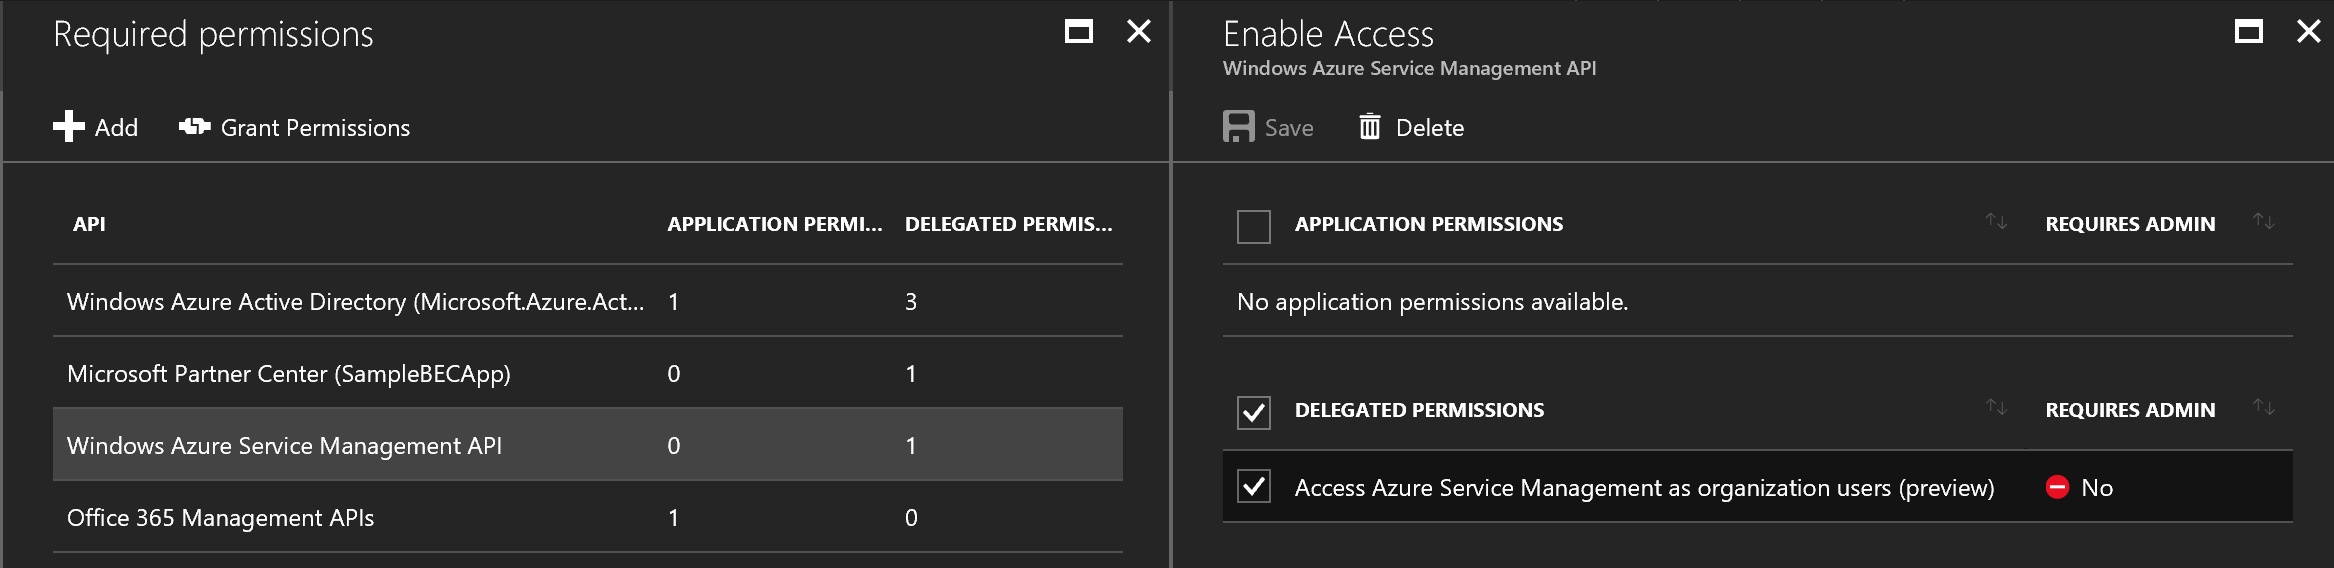 Required permissions
Add
Grant Permissions
API APPLICATION PERMI... DELEGATED PERMIS...
Windows Azure Active Directory (Microsoft.Azure.Act... 1 3
Microsoft Partner Center (SampleBECApp) 0 1
Windows Azure Service Management API 0 1
Office 365 Management APIs 1 0
Enable Access
Windows Azure Service Management API
Save
Delete
APPLICATION PERMISSIONS REQUIRES ADMIN
No application permissions available.
DELEGATED PERMISSIONS REQUIRES ADMIN
Access Azure Service Management as organization users (preview) No